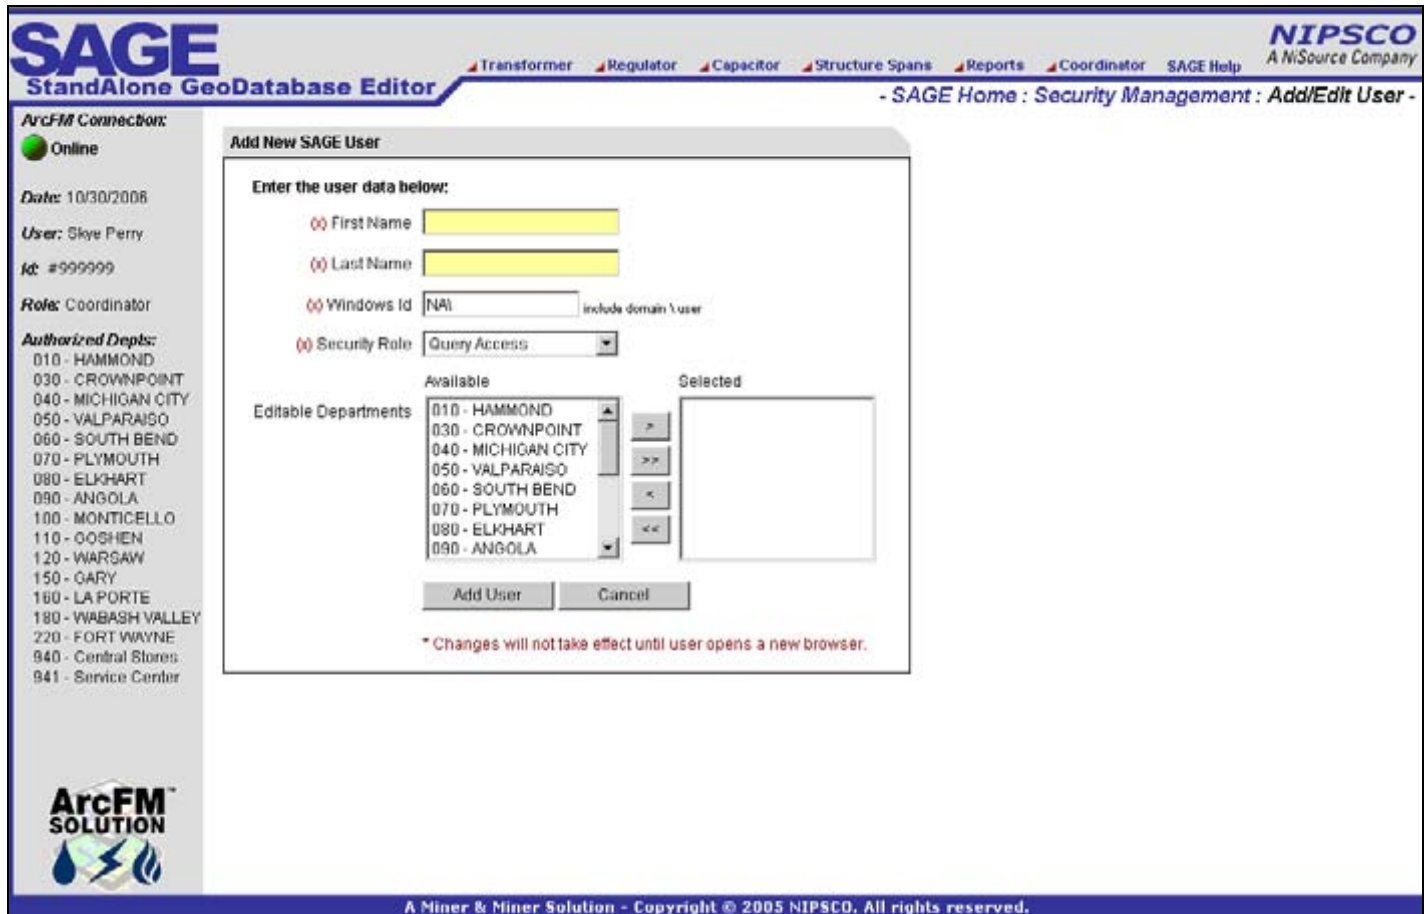 SAGE
StandAlone GeoDatabase Editor
Transformer Regulator Capacitor Structure Spans Reports Coordinator SAGE Help
NIPSCO
A NiSource Company
- SAGE Home : Security Management : Add/Edit User -
ArcFM Connection:
Online
Date: 10/30/2006
User: Skye Perry
Id: #999999
Role: Coordinator
Authorized Depts:
010 - HAMMOND
030 - CROWNPOINT
040 - MICHIGAN CITY
050 - VALPARAISO
060 - SOUTH BEND
070 - PLYMOUTH
080 - ELKHART
090 - ANGOLA
100 - MONTICELLO
110 - GOSHEN
120 - WARSAW
150 - GARY
160 - LA PORTE
180 - WABASH VALLEY
220 - FORT WAYNE
940 - Central Stores
941 - Service Center
ArcFM™
SOLUTION
Add New SAGE User
Enter the user data below:
(x) First Name
(x) Last Name
(x) Windows Id NA\ include domain \ user
(x) Security Role Query Access
Available Selected
Editable Departments
010 - HAMMOND
030 - CROWNPOINT
040 - MICHIGAN CITY
050 - VALPARAISO
060 - SOUTH BEND
070 - PLYMOUTH
080 - ELKHART
090 - ANGOLA
>
>>
<
<<
Add User Cancel
* Changes will not take effect until user opens a new browser.
A Miner & Miner Solution - Copyright © 2005 NIPSCO. All rights reserved.